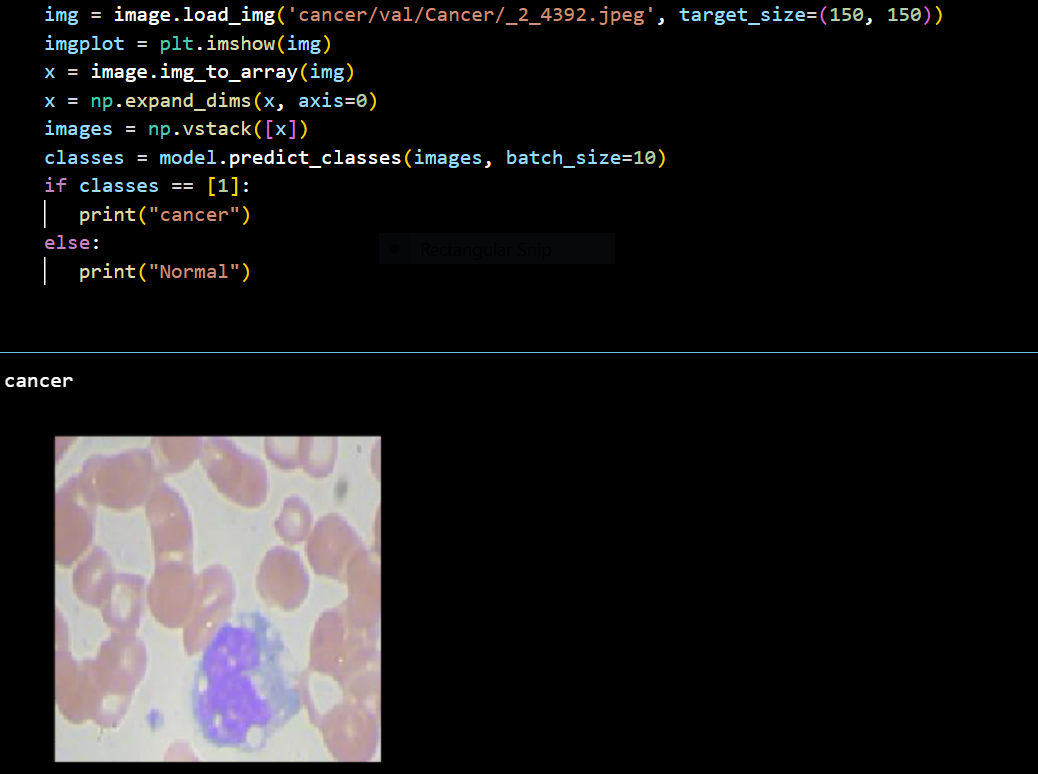 img = image.load_img('cancer/val/Cancer/_2_4392.jpeg', target_size=(150, 150))
imgplot = plt.imshow(img)
x = image.img_to_array(img)
x = np.expand_dims(x, axis=0)
images = np.vstack([x])
classes = model.predict_classes(images, batch_size=10)
if classes == [1]:
    print("cancer")
else:
Rectangular Snip
    print("Normal")
cancer